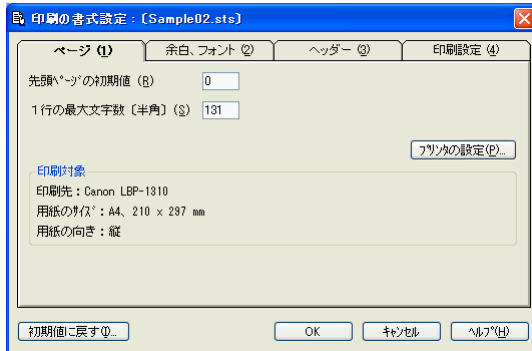 印刷の書式設定：〔Sample02.sts〕
ページ (1) 余白、フォント (2) ヘッダー (3) 印刷設定 (4)
先頭ﾍﾟｰｼﾞの初期値 (R) 0
1行の最大文字数〔半角〕(S) 131
ﾌﾟﾘﾝﾀの設定(P)...
印刷対象
印刷先：Canon LBP-1310
用紙のｻｲｽﾞ：A4、210 x 297 mm
用紙の向き：縦
初期値に戻す(I)... OK ｷｬﾝｾﾙ ﾍﾙﾌﾟ(H)